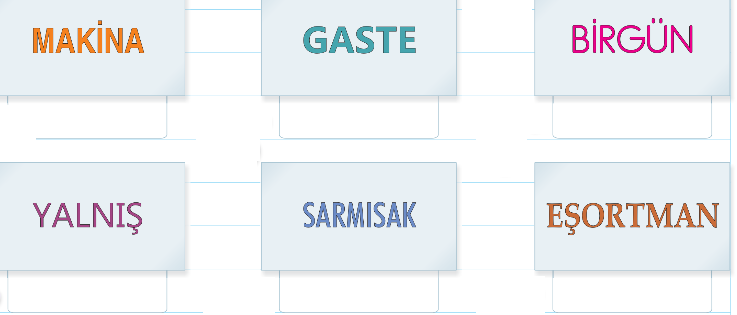 MAKİNA
GASTE
BİRGÜN
YALNIŞ
SARMISAK
EŞORTMAN